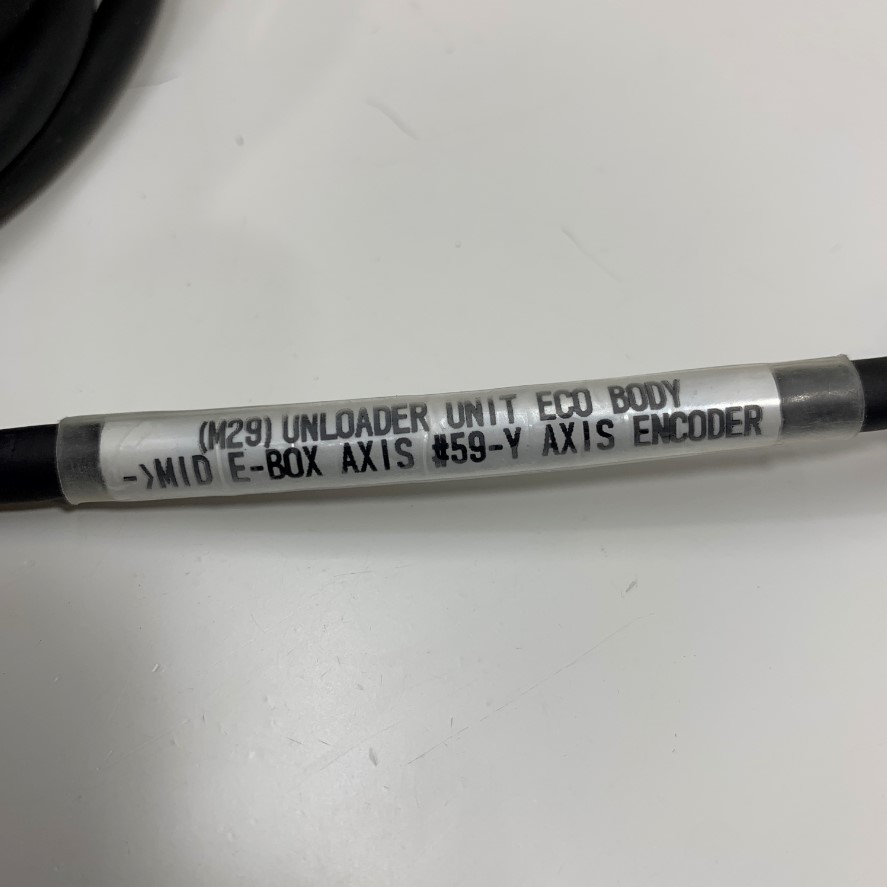 (M29) UNLOADER UNIT ECO BODY
->MID E-BOX AXIS #59-Y AXIS ENCODER